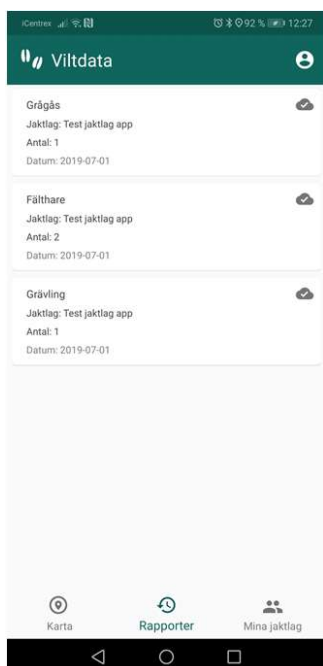 iCentrex 92 % 12:27
Viltdata
Grågås
Jaktlag: Test jaktlag app
Antal: 1
Datum: 2019-07-01
Fälthare
Jaktlag: Test jaktlag app
Antal: 2
Datum: 2019-07-01
Grävling
Jaktlag: Test jaktlag app
Antal: 1
Datum: 2019-07-01
Karta Rapporter Mina jaktlag